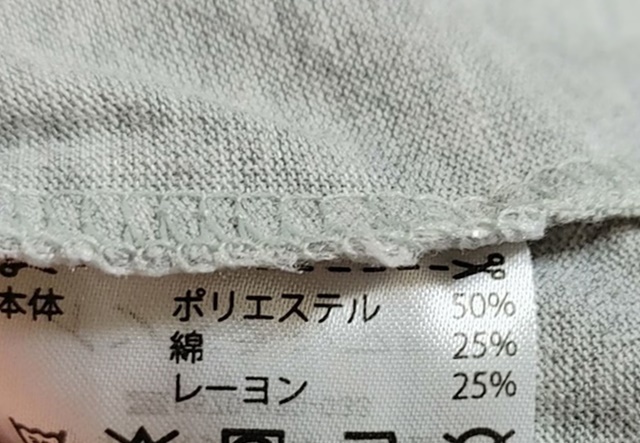 本体 ポリエステル 50%
綿 25%
レーヨン 25%